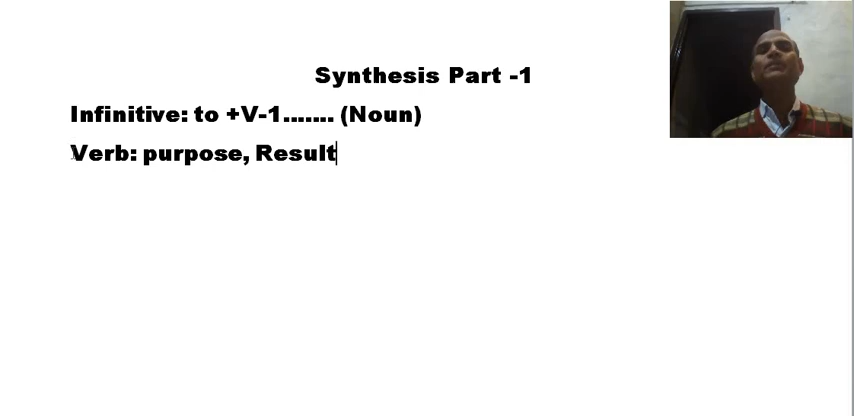 Synthesis Part -1
Infinitive: to +V-1....... (Noun)
Verb: purpose, Result